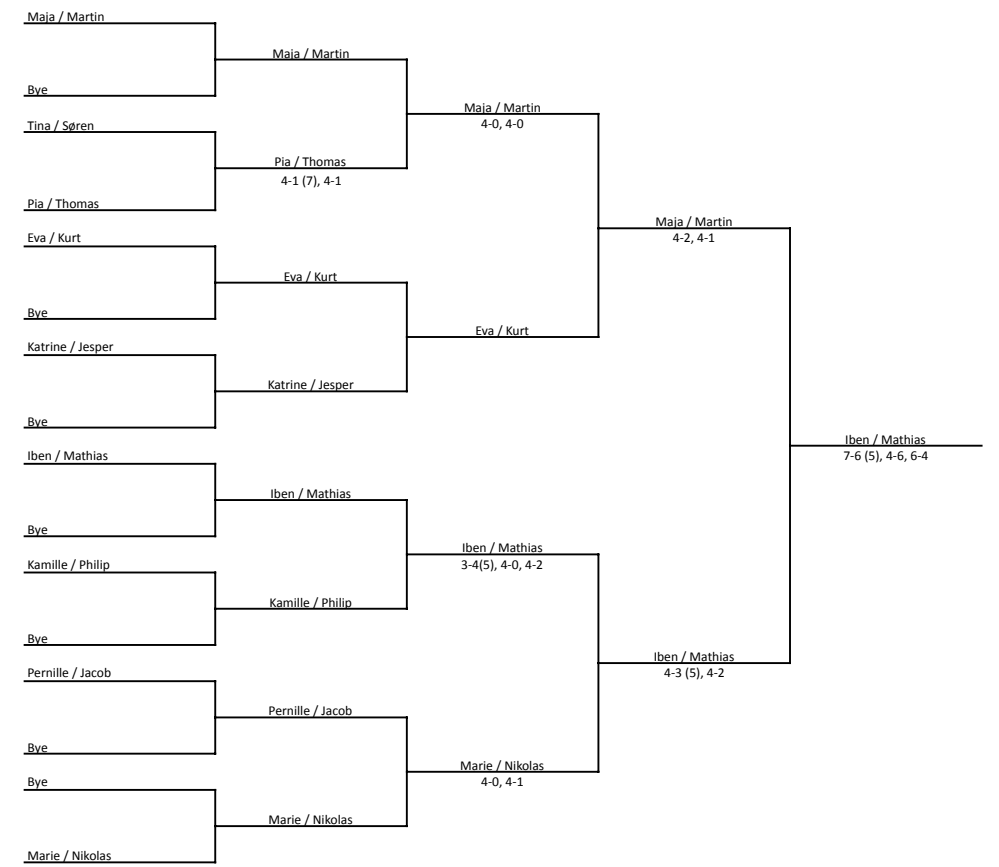 Maja / Martin
Maja / Martin
Bye
Maja / Martin
4-0, 4-0
Tina / Søren
Pia / Thomas
4-1 (7), 4-1
Pia / Thomas
Maja / Martin
4-2, 4-1
Eva / Kurt
Eva / Kurt
Bye
Eva / Kurt
Katrine / Jesper
Katrine / Jesper
Bye
Iben / Mathias
7-6 (5), 4-6, 6-4
Iben / Mathias
Iben / Mathias
Bye
Iben / Mathias
3-4(5), 4-0, 4-2
Kamille / Philip
Kamille / Philip
Bye
Iben / Mathias
4-3 (5), 4-2
Pernille / Jacob
Pernille / Jacob
Bye
Marie / Nikolas
4-0, 4-1
Bye
Marie / Nikolas
Marie / Nikolas